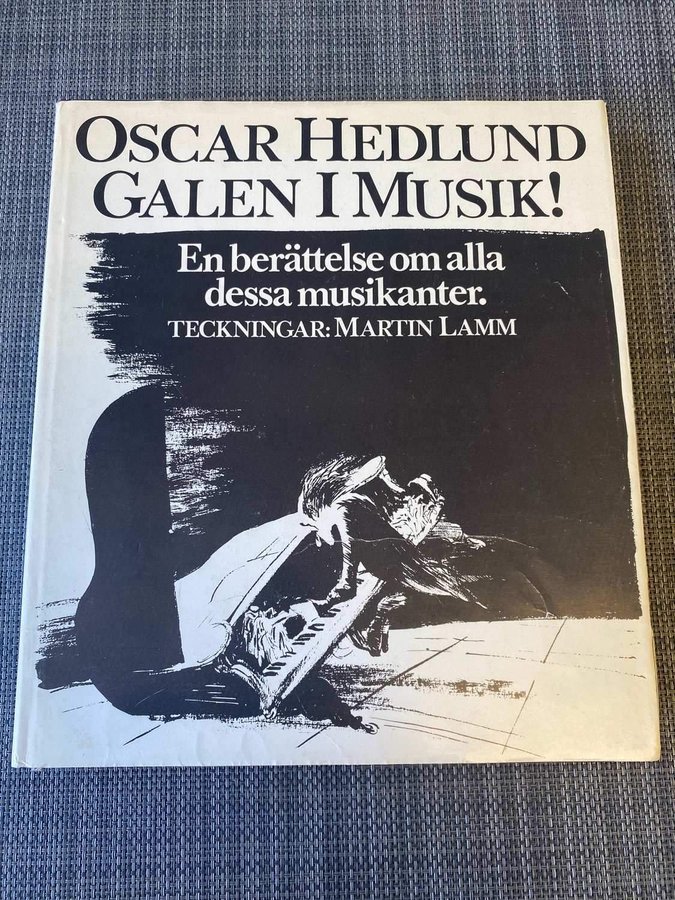 OSCAR HEDLUND
GALEN I MUSIK!
En berättelse om alla
dessa musikanter.
TECKNINGAR: MARTIN LAMM